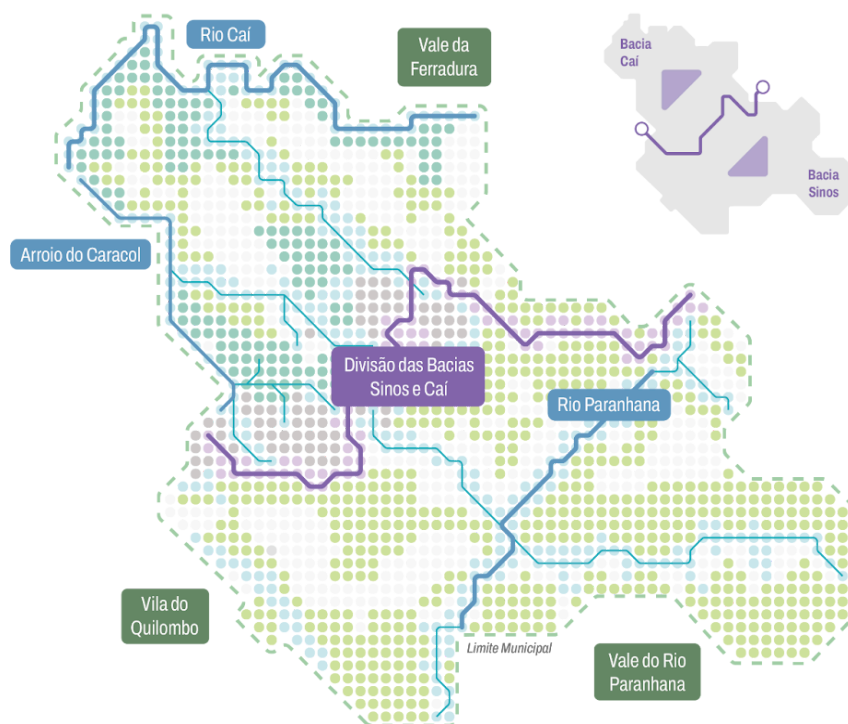 Rio Caí
Vale da
Ferradura
Bacia
Caí
Bacia
Sinos
Arroio do Caracol
Divisão das Bacias
Sinos e Caí
Rio Paranhana
Vila do
Quilombo
Limite Municipal
Vale do Rio
Paranhana